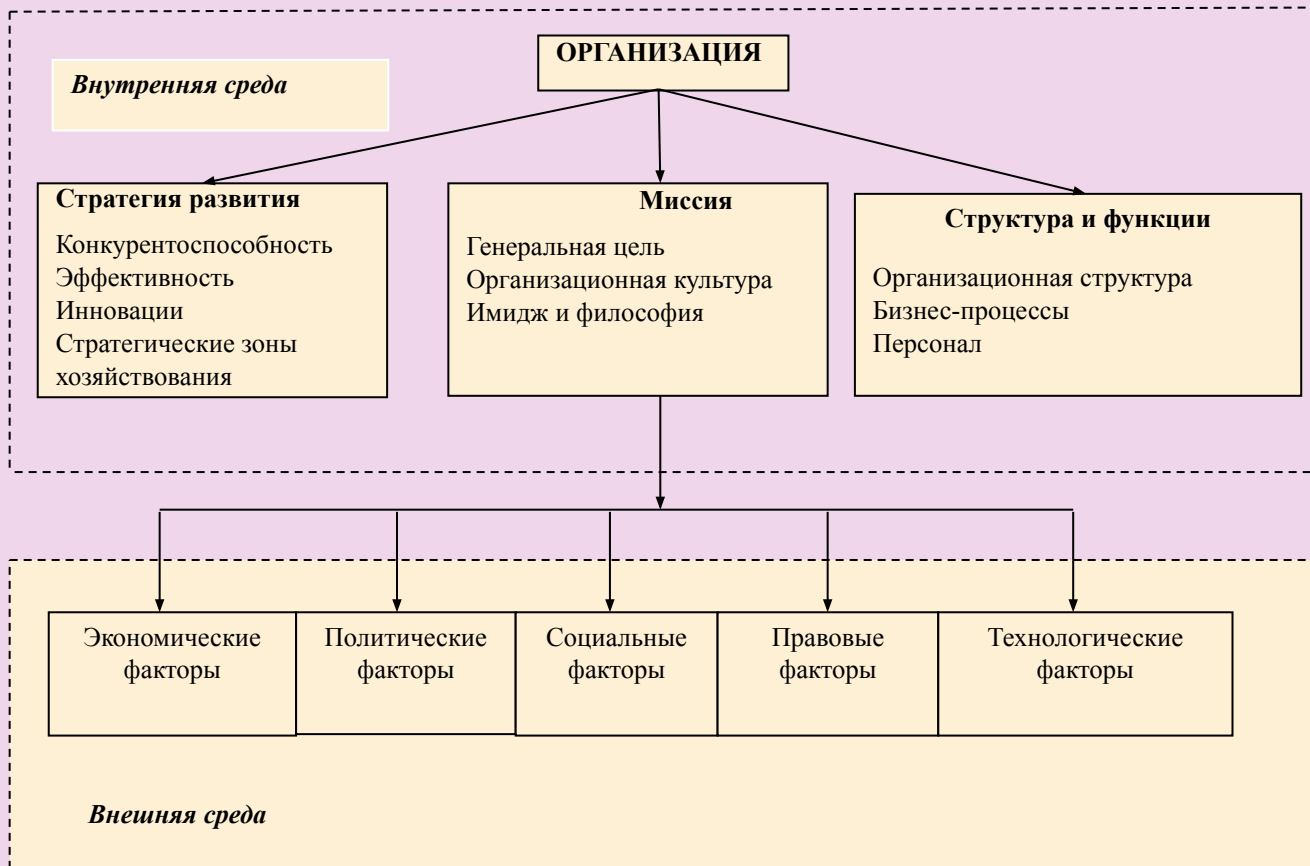 ОРГАНИЗАЦИЯ
Внутренняя среда
Стратегия развития
Конкурентоспособность
Эффективность
Инновации
Стратегические зоны
хозяйствования
Миссия
Генеральная цель
Организационная культура
Имидж и философия
Структура и функции
Организационная структура
Бизнес-процессы
Персонал
Экономические
факторы
Политические
факторы
Социальные
факторы
Правовые
факторы
Технологические
факторы
Внешняя среда